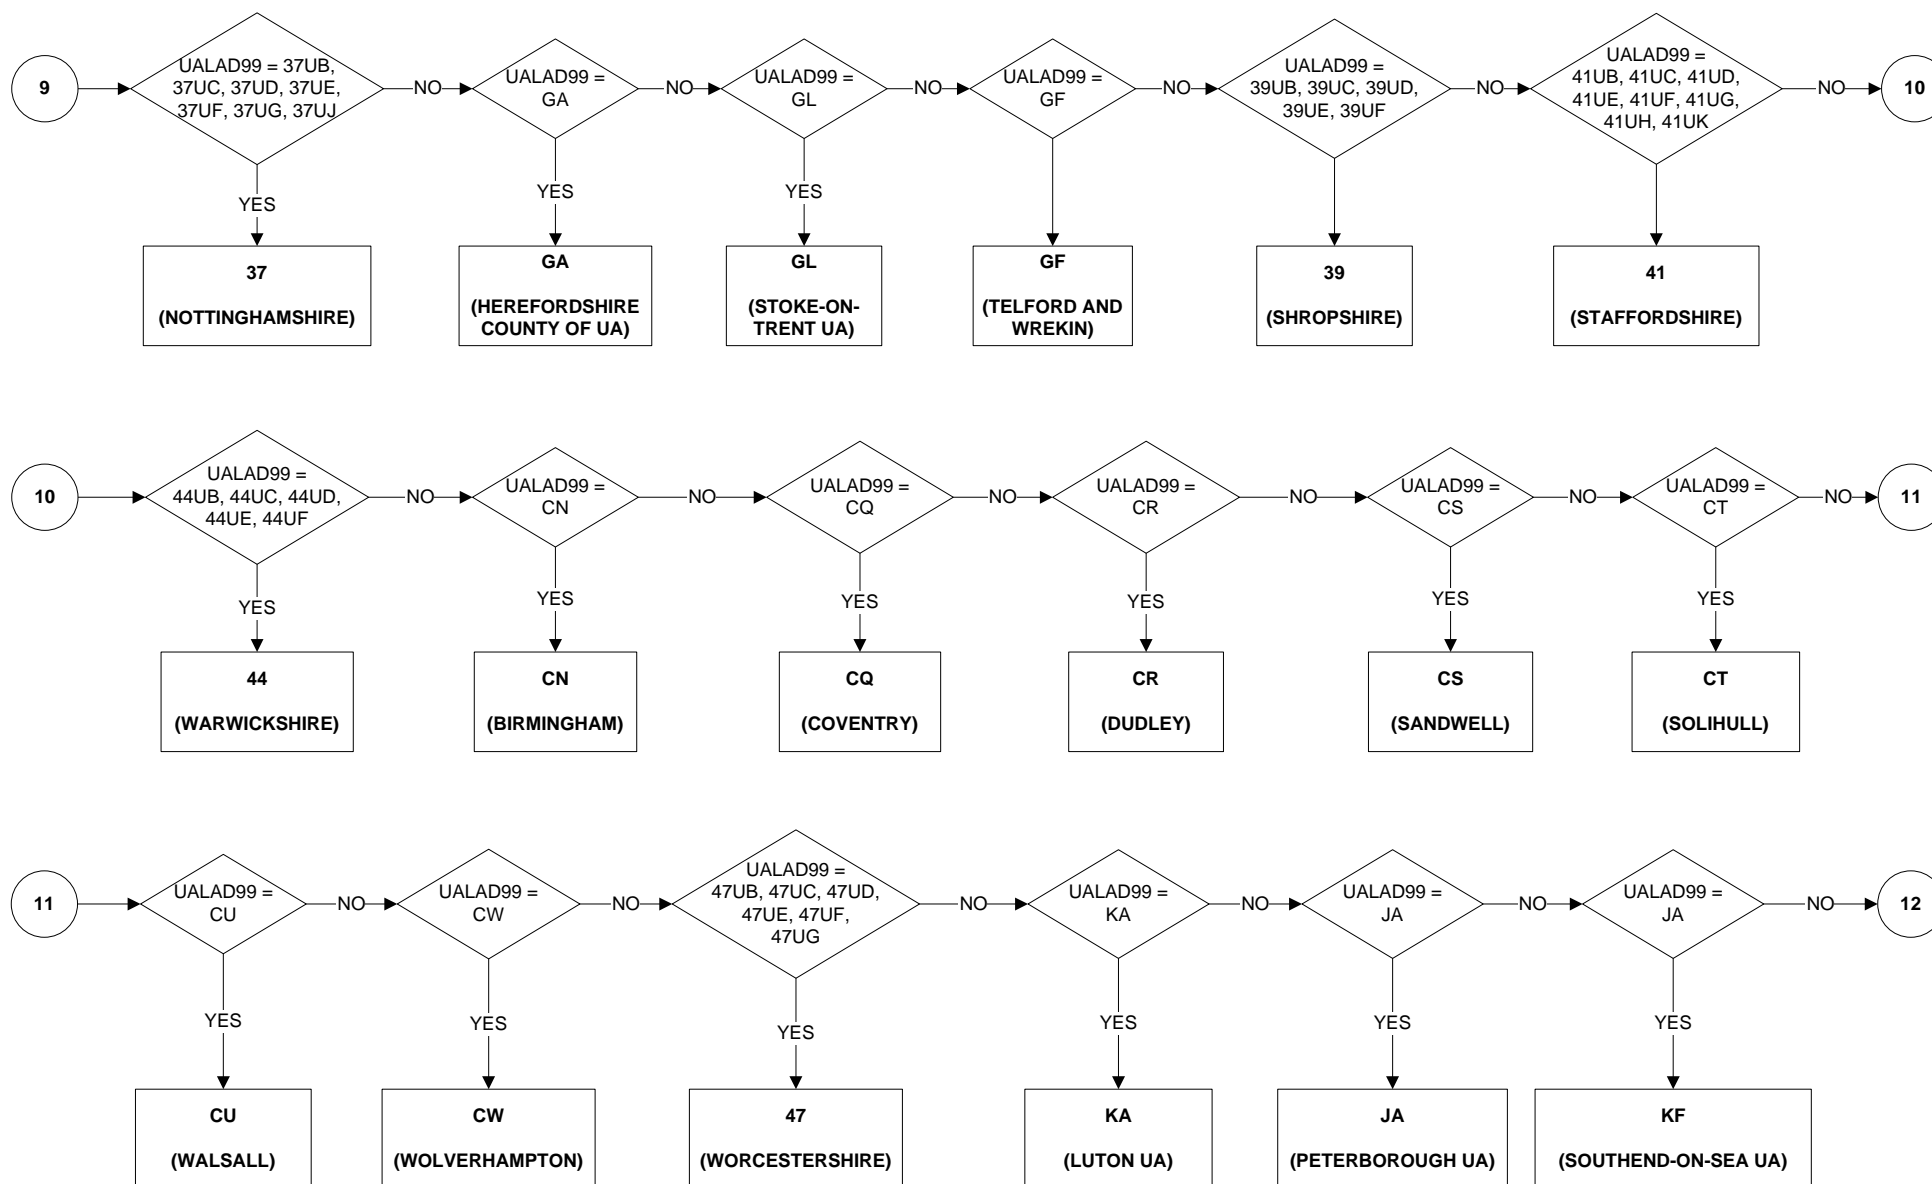 9
UALAD99 = 37UB,
37UC, 37UD, 37UE,
37UF, 37UG, 37UJ
NO
UALAD99 =
GA
NO
UALAD99 =
GL
NO
UALAD99 =
GF
NO
UALAD99 =
39UB, 39UC, 39UD,
39UE, 39UF
NO
UALAD99 =
41UB, 41UC, 41UD,
41UE, 41UF, 41UG,
41UH, 41UK
NO
10
YES
YES
YES
37
(NOTTINGHAMSHIRE)
GA
(HEREFORDSHIRE
COUNTY OF UA)
GL
(STOKE-ON-
TRENT UA)
GF
(TELFORD AND
WREKIN)
39
(SHROPSHIRE)
41
(STAFFORDSHIRE)
10
UALAD99 =
44UB, 44UC, 44UD,
44UE, 44UF
NO
UALAD99 =
CN
NO
UALAD99 =
CQ
NO
UALAD99 =
CR
NO
UALAD99 =
CS
NO
UALAD99 =
CT
NO
11
YES
YES
YES
YES
YES
YES
44
(WARWICKSHIRE)
CN
(BIRMINGHAM)
CQ
(COVENTRY)
CR
(DUDLEY)
CS
(SANDWELL)
CT
(SOLIHULL)
11
UALAD99 =
CU
NO
UALAD99 =
CW
NO
UALAD99 =
47UB, 47UC, 47UD,
47UE, 47UF,
47UG
NO
UALAD99 =
KA
NO
UALAD99 =
JA
NO
UALAD99 =
JA
NO
12
YES
YES
YES
YES
YES
YES
CU
(WALSALL)
CW
(WOLVERHAMPTON)
47
(WORCESTERSHIRE)
KA
(LUTON UA)
JA
(PETERBOROUGH UA)
KF
(SOUTHEND-ON-SEA UA)